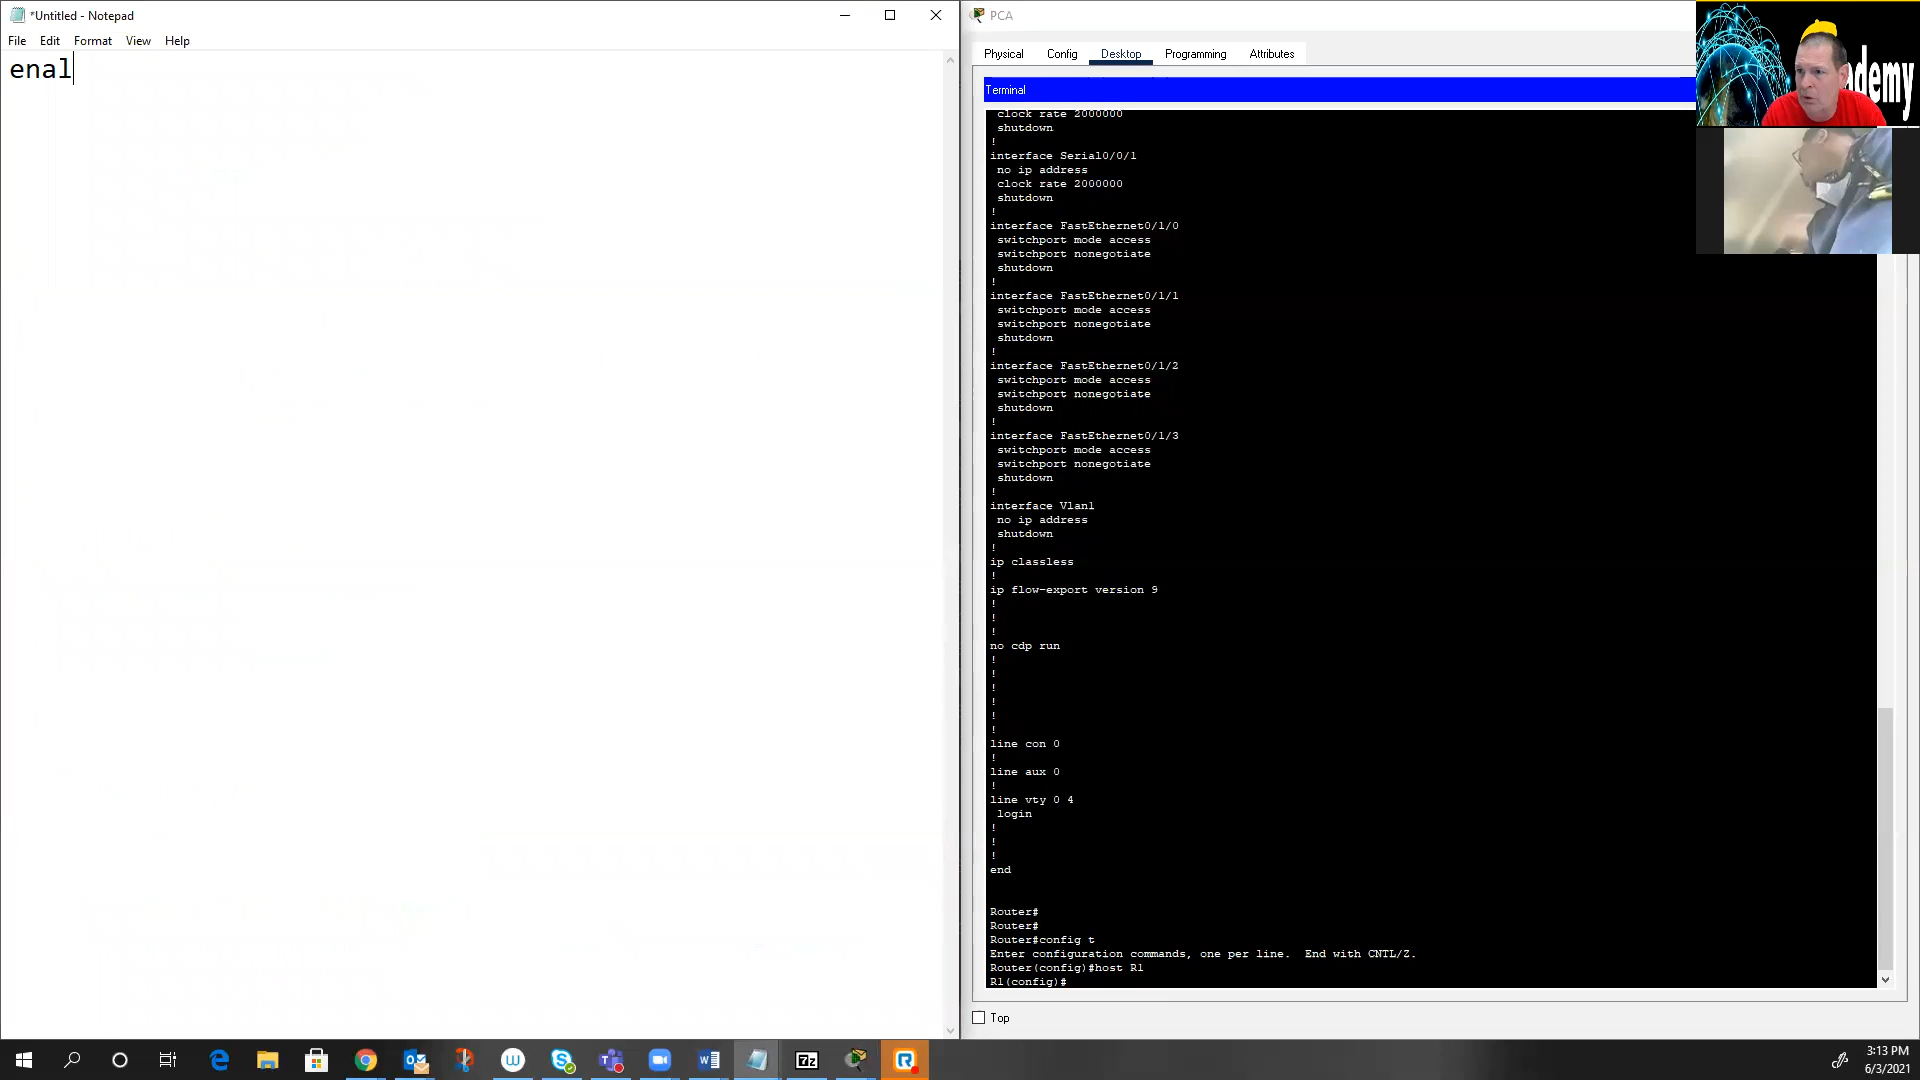 *Untitled - Notepad
File Edit Format View Help
enal
PCA
Physical Config Desktop Programming Attributes
Terminal
clock rate 2000000
shutdown
!
interface Serial0/0/1
no ip address
clock rate 2000000
shutdown
!
interface FastEthernet0/1/0
switchport mode access
switchport nonegotiate
shutdown
!
interface FastEthernet0/1/1
switchport mode access
switchport nonegotiate
shutdown
!
interface FastEthernet0/1/2
switchport mode access
switchport nonegotiate
shutdown
!
interface FastEthernet0/1/3
switchport mode access
switchport nonegotiate
shutdown
!
interface Vlan1
no ip address
shutdown
!
ip classless
!
ip flow-export version 9
!
!
!
no cdp run
!
!
!
!
!
!
line con 0
!
line aux 0
!
line vty 0 4
login
!
!
!
end
Router#
Router#
Router#config t
Enter configuration commands, one per line. End with CNTL/Z.
Router(config)#host R1
R1(config)#
Top
3:13 PM
6/3/2021